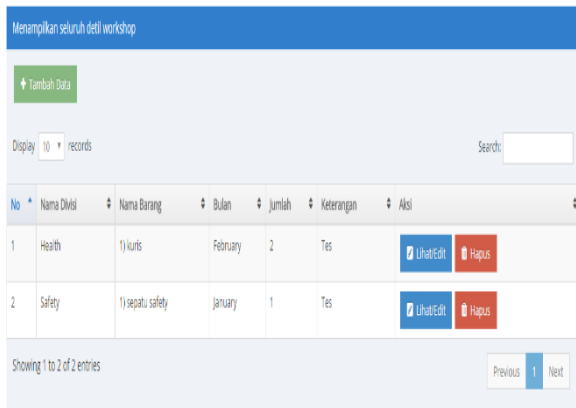 Menampilkan seluruh detil workshop
+ Tambah Data
Display 10 records Search:
No Nama Divisi Nama Barang Bulan Jumlah Keterangan Aksi
1 Health 1) kuris February 2 Tes Lihat/Edit Hapus
2 Safety 1) sepatu safety January 1 Tes Lihat/Edit Hapus
Showing 1 to 2 of 2 entries
Previous 1 Next